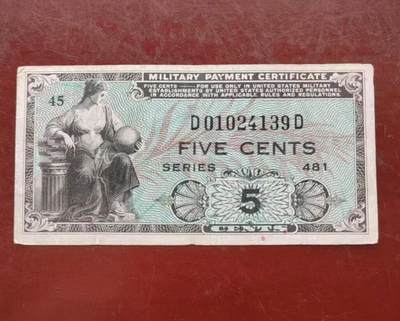 MILITARY PAYMENT CERTIFICATE
FIVE CENTS — FOR USE ONLY IN UNITED STATES MILITARY
ESTABLISHMENTS BY UNITED STATES AUTHORIZED PERSONNEL
IN ACCORDANCE WITH APPLICABLE RULES AND REGULATIONS.
45
D01024139D
FIVE CENTS
SERIES 481
5
CENTS